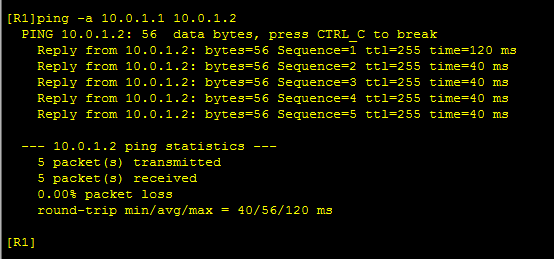 [R1]ping -a 10.0.1.1 10.0.1.2
PING 10.0.1.2: 56  data bytes, press CTRL_C to break
Reply from 10.0.1.2: bytes=56 Sequence=1 ttl=255 time=120 ms
Reply from 10.0.1.2: bytes=56 Sequence=2 ttl=255 time=40 ms
Reply from 10.0.1.2: bytes=56 Sequence=3 ttl=255 time=40 ms
Reply from 10.0.1.2: bytes=56 Sequence=4 ttl=255 time=40 ms
Reply from 10.0.1.2: bytes=56 Sequence=5 ttl=255 time=40 ms
--- 10.0.1.2 ping statistics ---
5 packet(s) transmitted
5 packet(s) received
0.00% packet loss
round-trip min/avg/max = 40/56/120 ms
[R1]